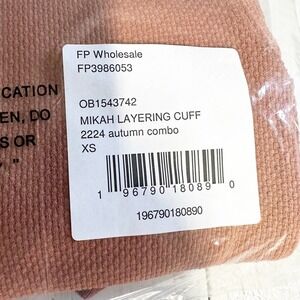 FP Wholesale
FP3986053
OB1543742
MIKAH LAYERING CUFF
2224 autumn combo
XS
1 96790 18089 0
196790180890
CATION
EN, DO
S OR
"